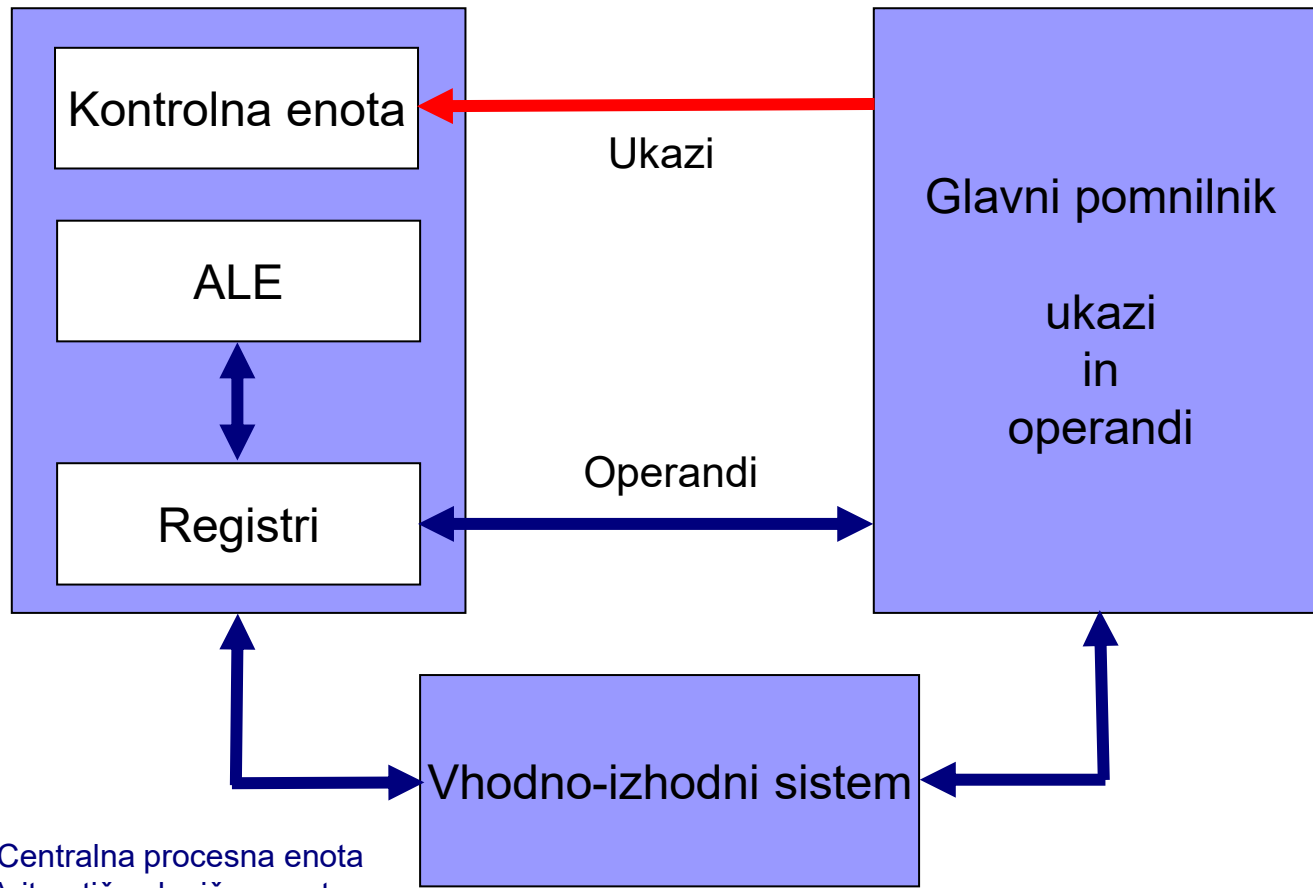 Kontrolna enota
Ukazi
ALE
Glavni pomnilnik
ukazi
in
operandi
Operandi
Registri
Vhodno-izhodni sistem
Centralna procesna enota